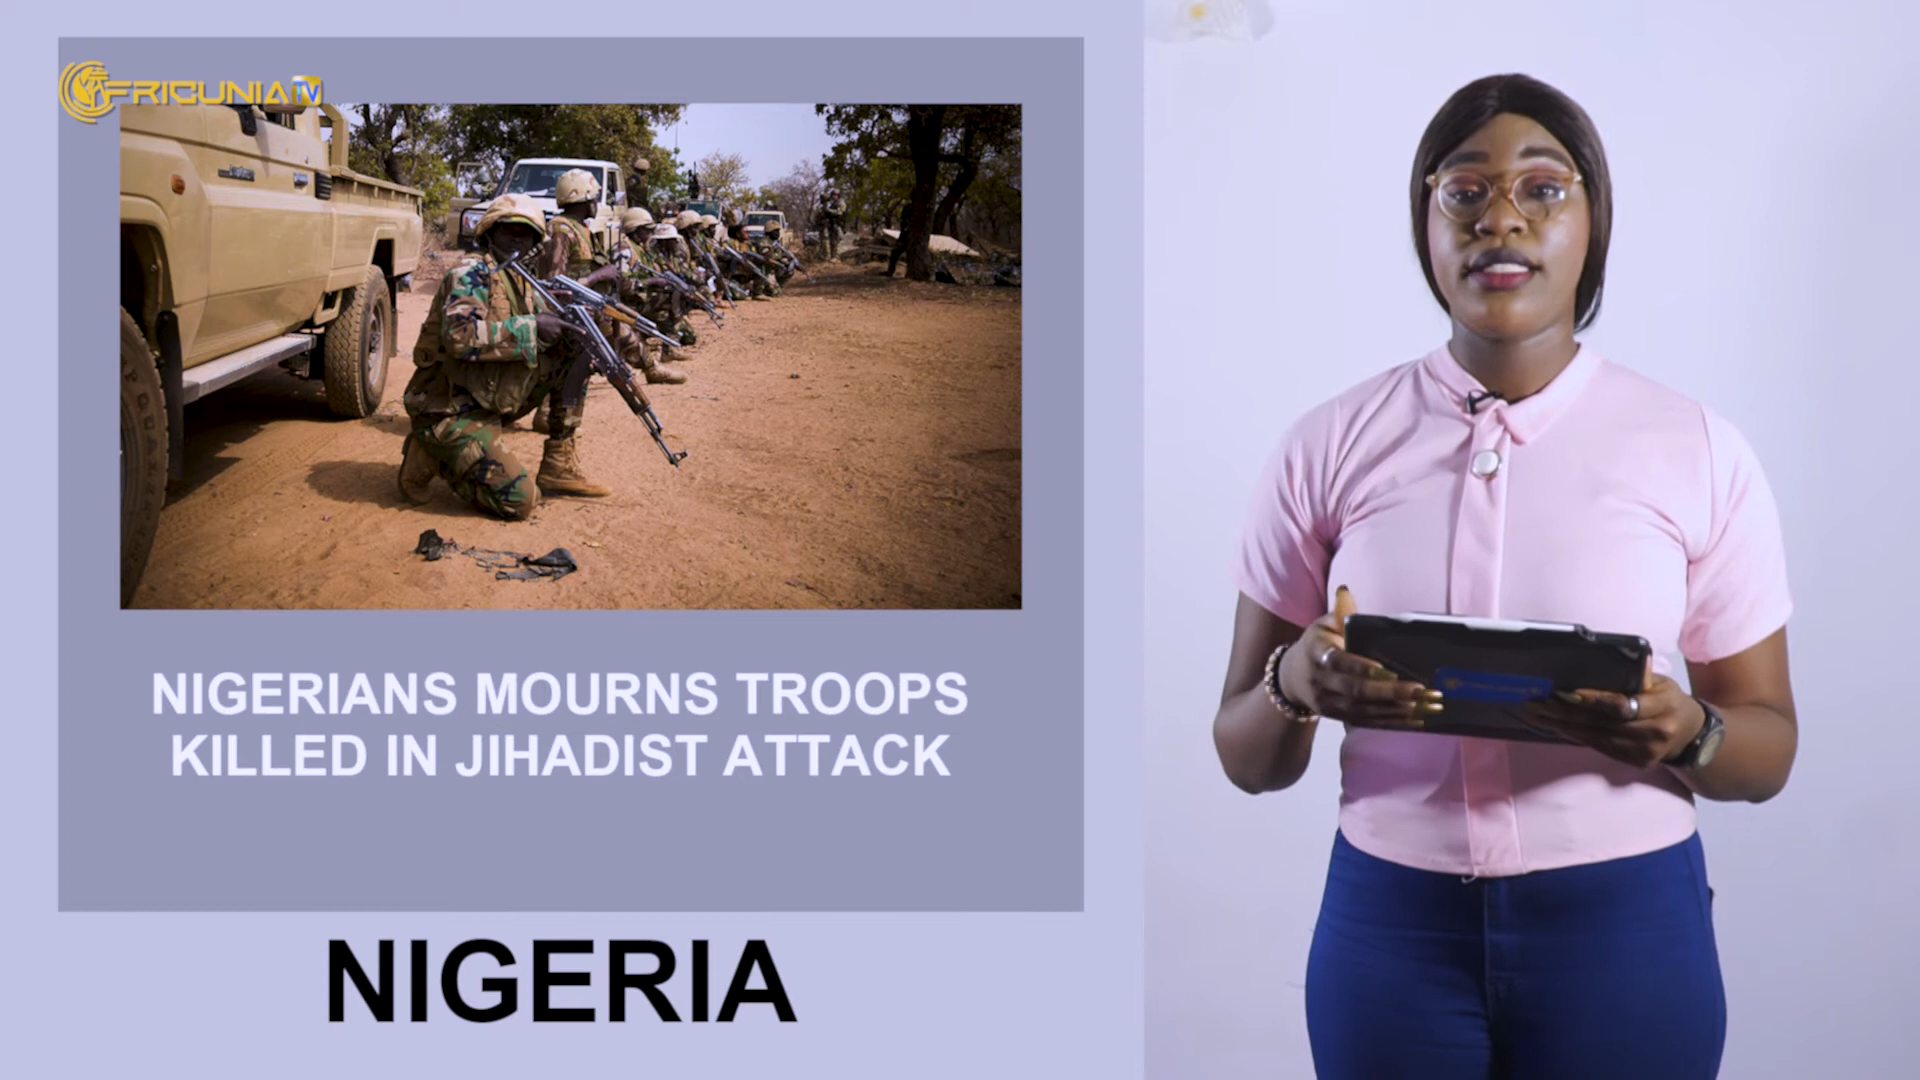 AFRICUNIA TV
NIGERIANS MOURNS TROOPS
KILLED IN JIHADIST ATTACK
NIGERIA